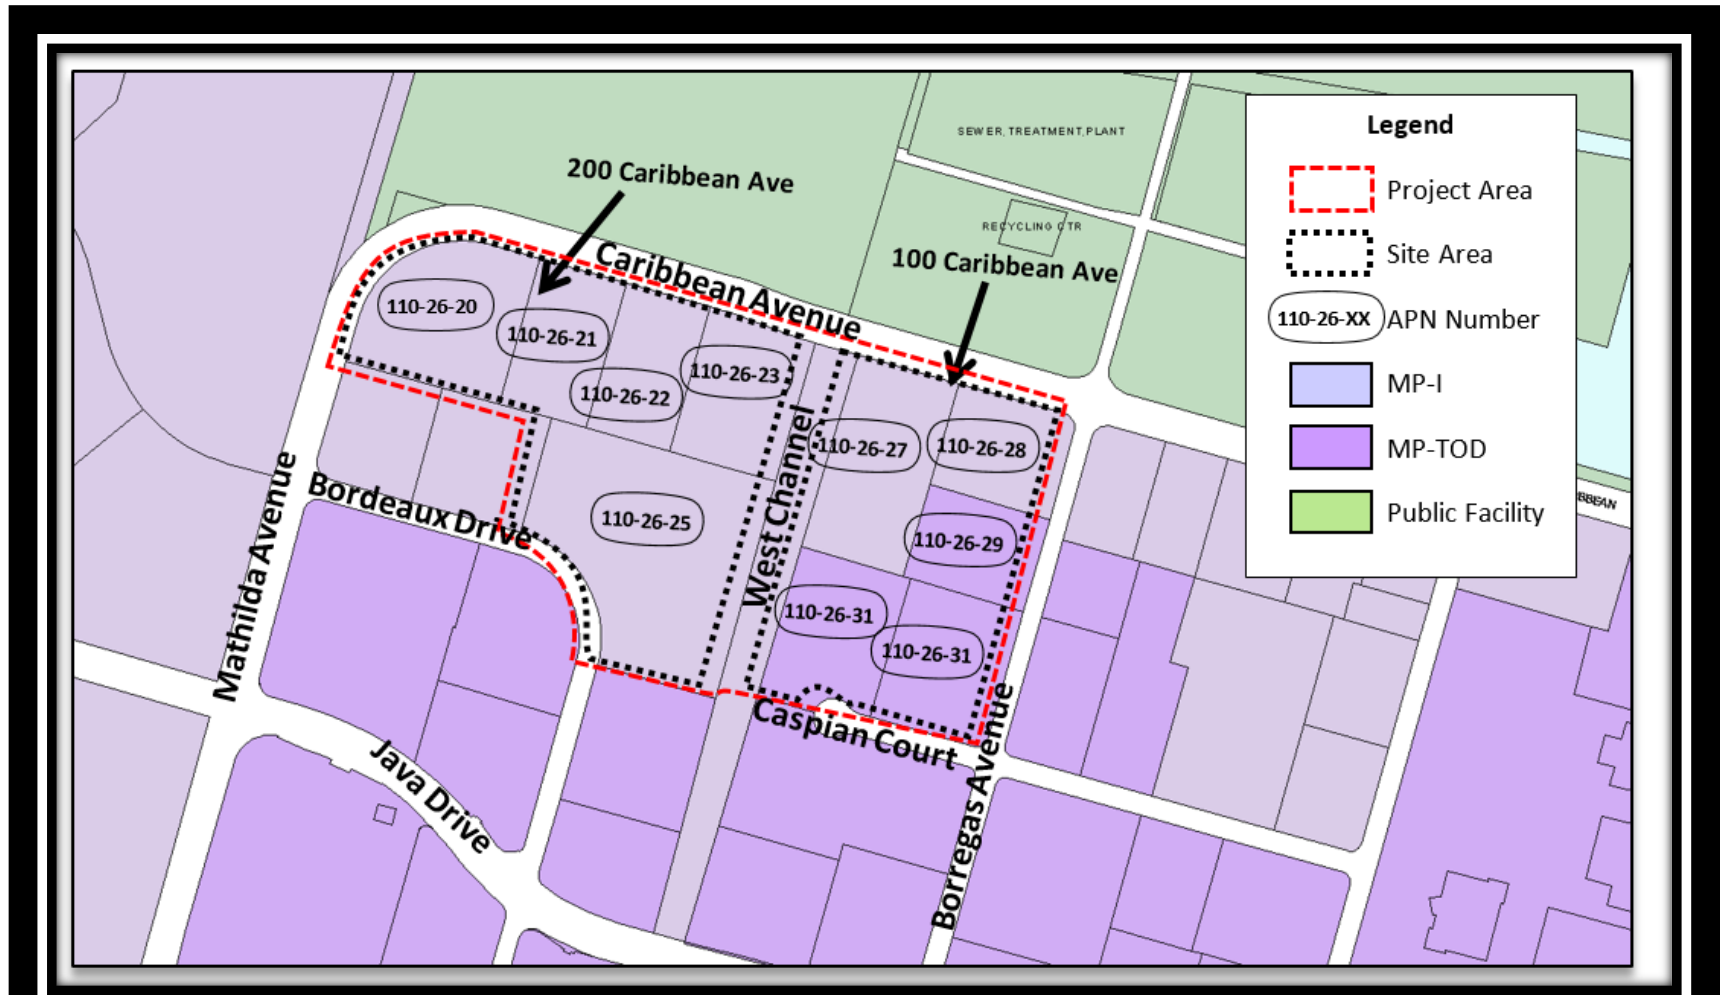 SEWER, TREATMENT, PLANT
200 Caribbean Ave
RECYCLING CTR
Caribbean Avenue
100 Caribbean Ave
110-26-20
110-26-21
110-26-22
110-26-23
110-26-27
110-26-28
West Channel
Mathilda Avenue
Bordeaux Drive
110-26-25
110-26-29
110-26-31
110-26-31
Caspian Court
Java Drive
Borregas Avenue
Legend
Project Area
Site Area
110-26-XX APN Number
MP-I
MP-TOD
Public Facility
BBEAN